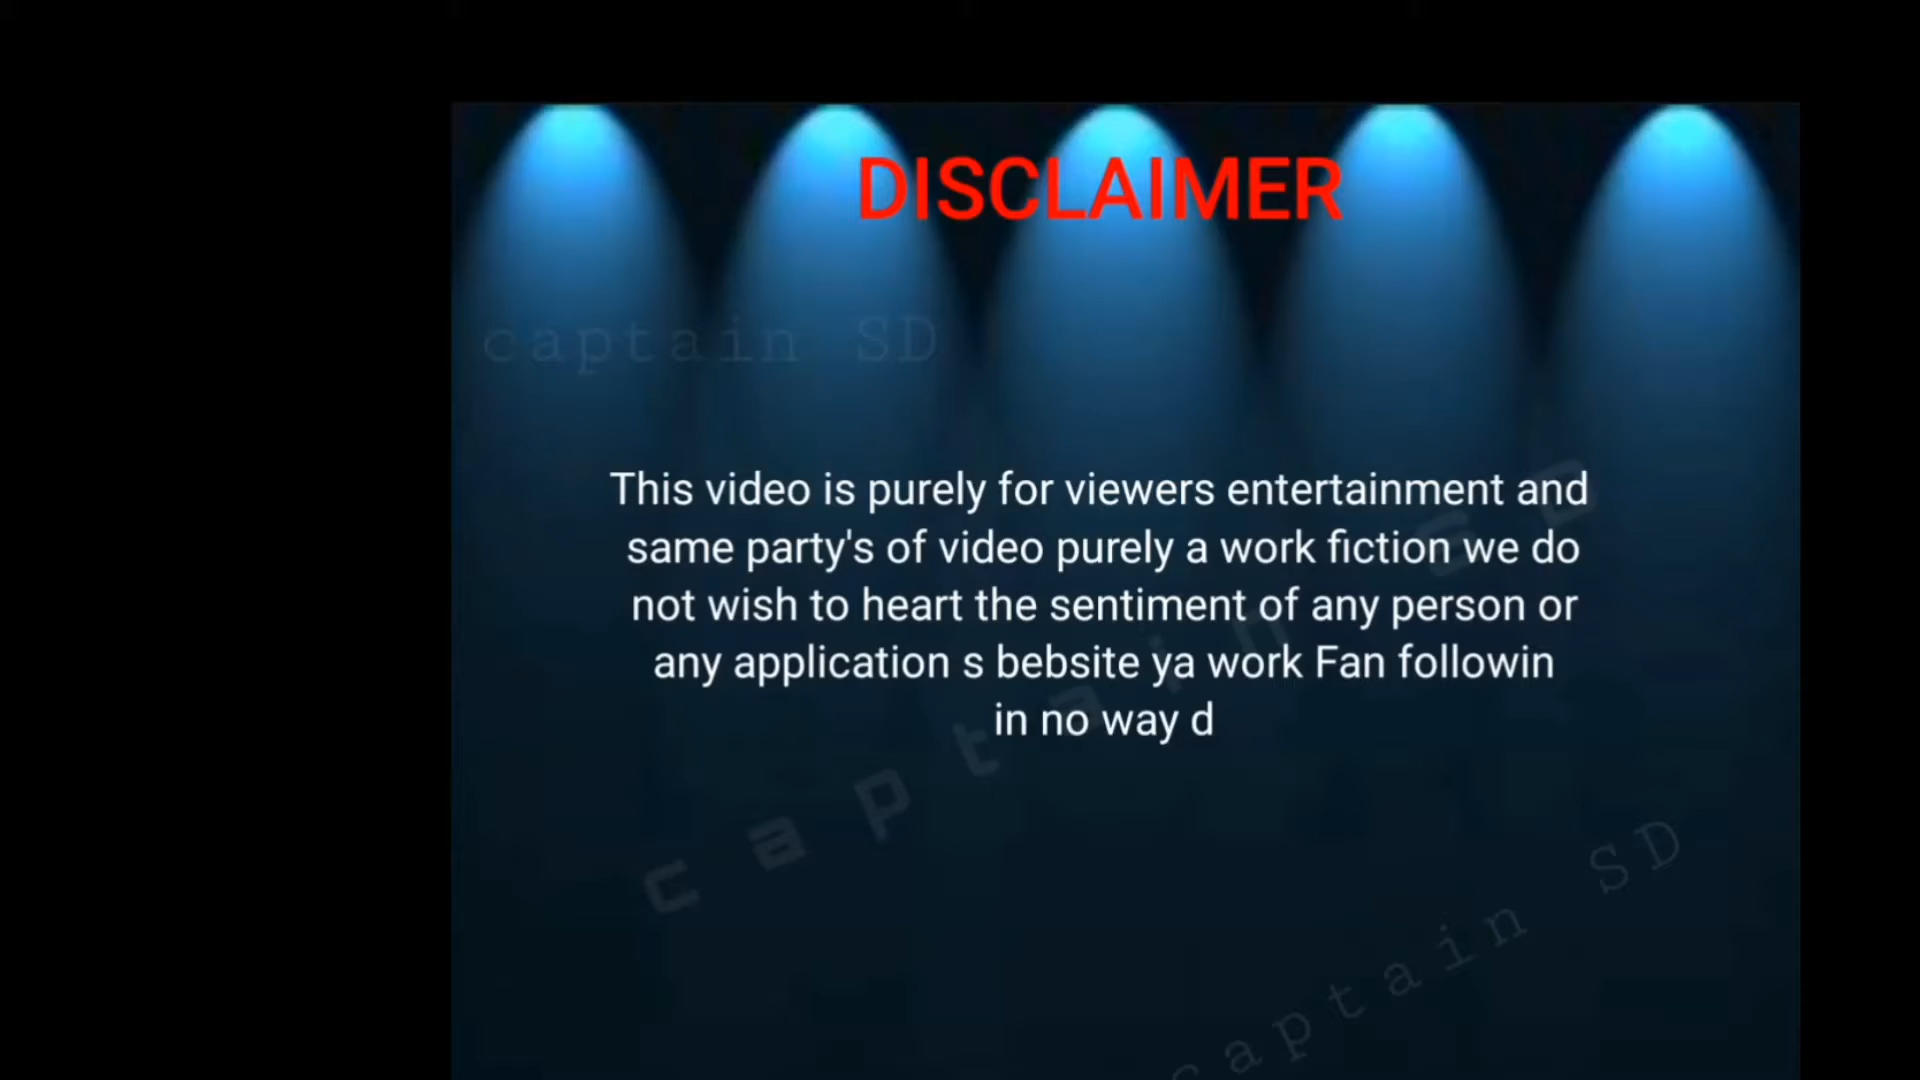 DISCLAIMER
captain SD
This video is purely for viewers entertainment and
same party's of video purely a work fiction we do
not wish to heart the sentiment of any person or
any application s bebsite ya work Fan followin
in no way d
captain SD
captain SD